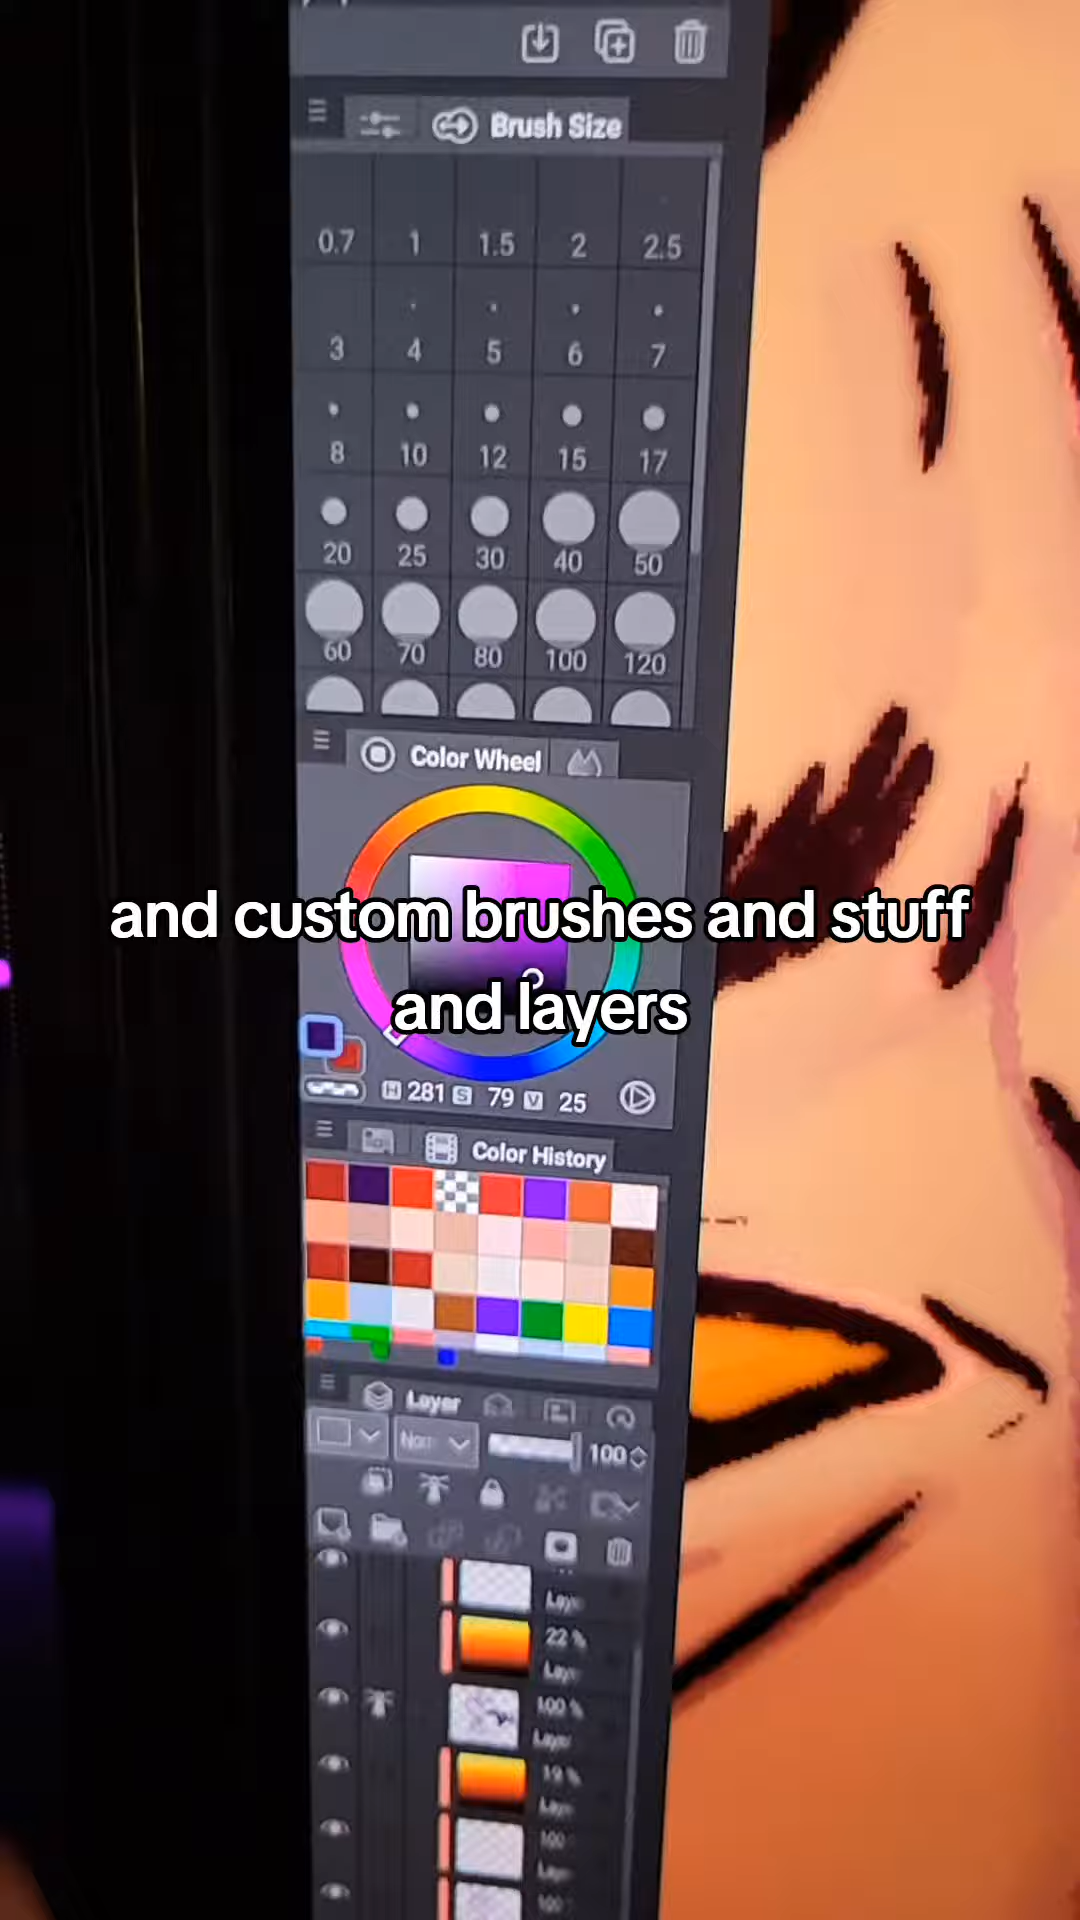 Brush Size
0.7 1 1.5 2 2.5
3 4 5 6 7
8 10 12 15 17
20 25 30 40 50
60 70 80 100 120
Color Wheel
and custom brushes and stuff
and layers
H 281 S 79 V 25
Color History
Layer
100
22 %
100 %
19 %
100
100